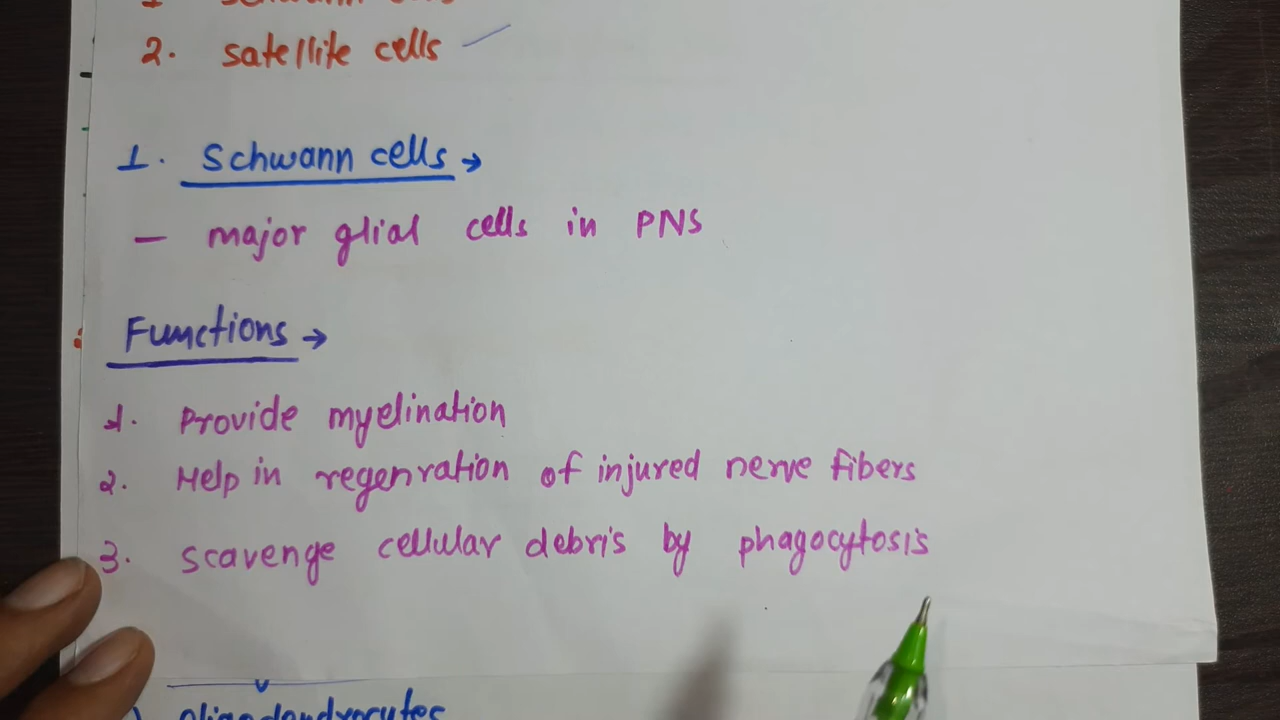 2. satellite cells
1. Schwann cells →
– major glial cells in PNS
Functions →
1. Provide myelination
2. Help in regenration of injured nerve fibers
3. scavenge cellular debris by phagocytosis
oligodendrocytes